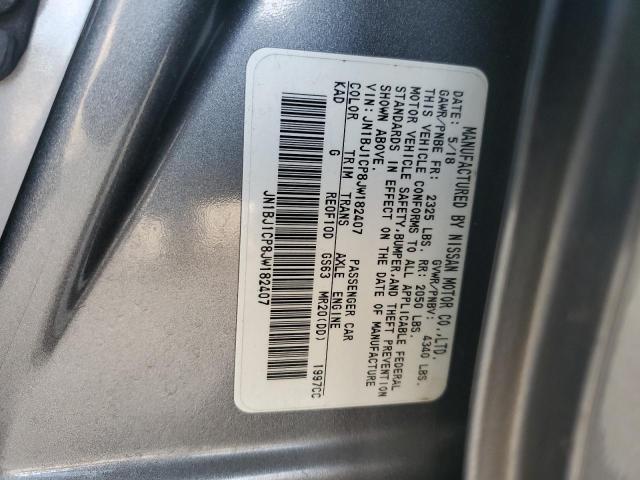 MANUFACTURED BY NISSAN MOTOR CO.,LTD.
DATE: 5/18 GVWR/PNBV: 4340 LBS.
GAWR/PNBE FR: 2325 LBS. RR: 2050 LBS.
THIS VEHICLE CONFORMS TO ALL APPLICABLE FEDERAL
MOTOR VEHICLE SAFETY,BUMPER,AND THEFT PREVENTION
STANDARDS IN EFFECT ON THE DATE OF MANUFACTURE
SHOWN ABOVE.
VIN: JN1BJ1CP8JW182407 PASSENGER CAR
COLOR TRIM TRANS AXLE ENGINE
KAD G RE0F10D GS63 MR20(DD) 1997CC
JN1BJ1CP8JW182407